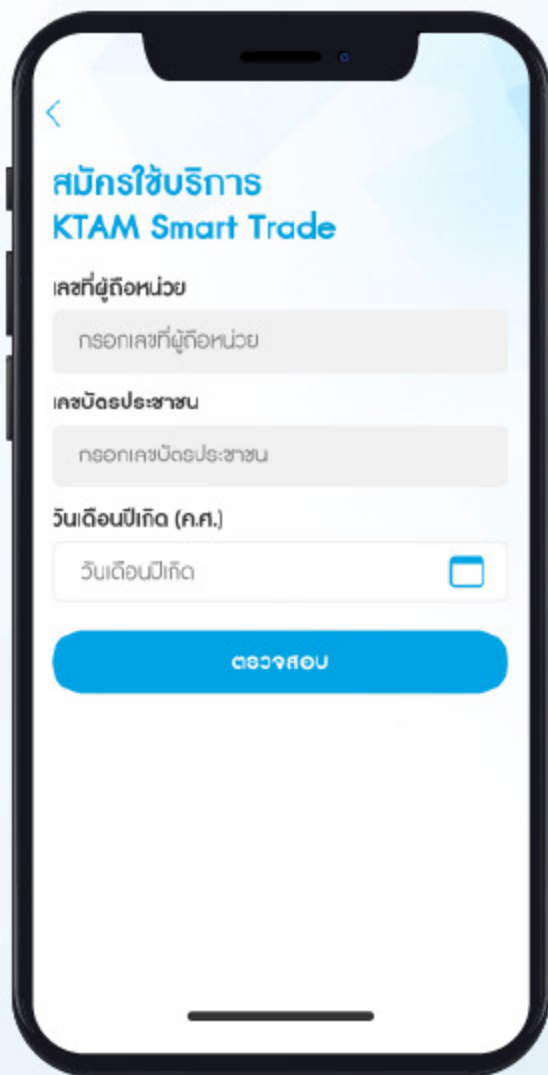 สมัครใช้บริการ
KTAM Smart Trade
เลขที่ผู้ถือหน่วย
กรอกเลขที่ผู้ถือหน่วย
เลขบัตรประชาชน
กรอกเลขบัตรประชาชน
วันเดือนปีเกิด (ค.ศ.)
วันเดือนปีเกิด
ตรวจสอบ